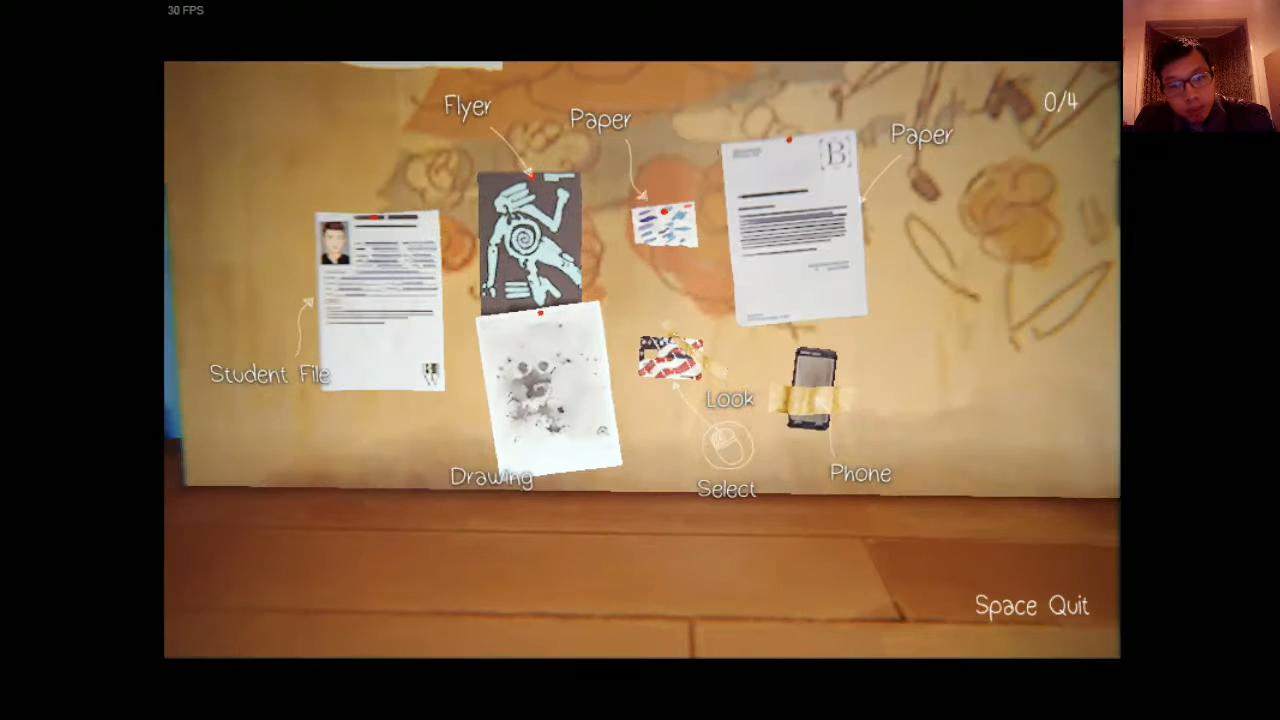 30 FPS
Flyer
Paper
0/4
Paper
B
Student File
Look
Drawing
Select
Phone
Space Quit